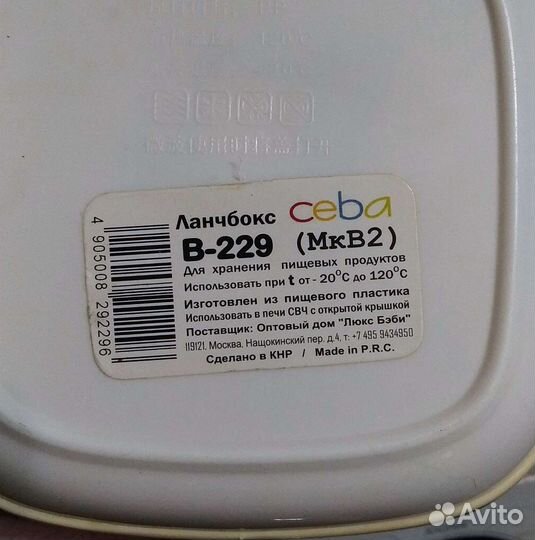 PP
Ланчбокс ceba
В-229 (МкВ2)
Для хранения пищевых продуктов
Использовать при t от - 20°С до 120°С
Изготовлен из пищевого пластика
Использовать в печи СВЧ с открытой крышкой
Поставщик: Оптовый дом "Люкс Бэби"
119121. Москва, Нащокинский пер. д.4, т: +7 495 9434950
Сделано в КНР / Made in P.R.C.
4 905008 292296
Avito